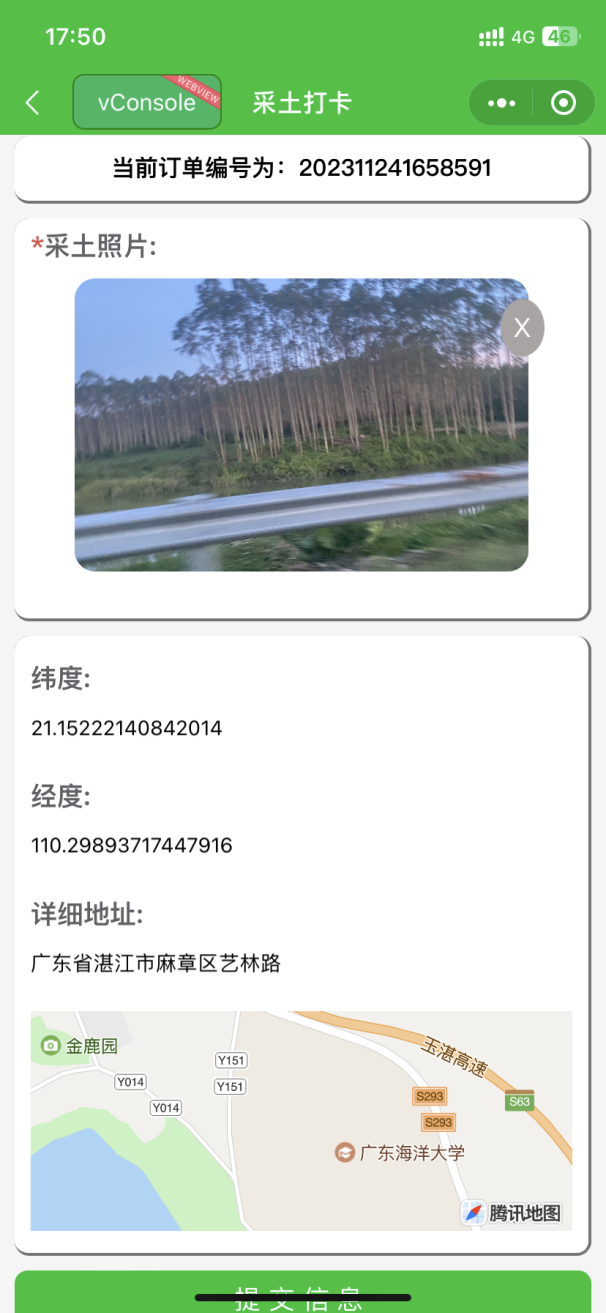 17:50
4G 46
vConsole
WEBVIEW
采土打卡
当前订单编号为：202311241658591
*采土照片:
X
纬度:
21.15222140842014
经度:
110.29893717447916
详细地址:
广东省湛江市麻章区艺林路
金鹿园
玉湛高速
Y151
Y014
Y151
S293
S63
Y014
S293
广东海洋大学
腾讯地图
提交信息